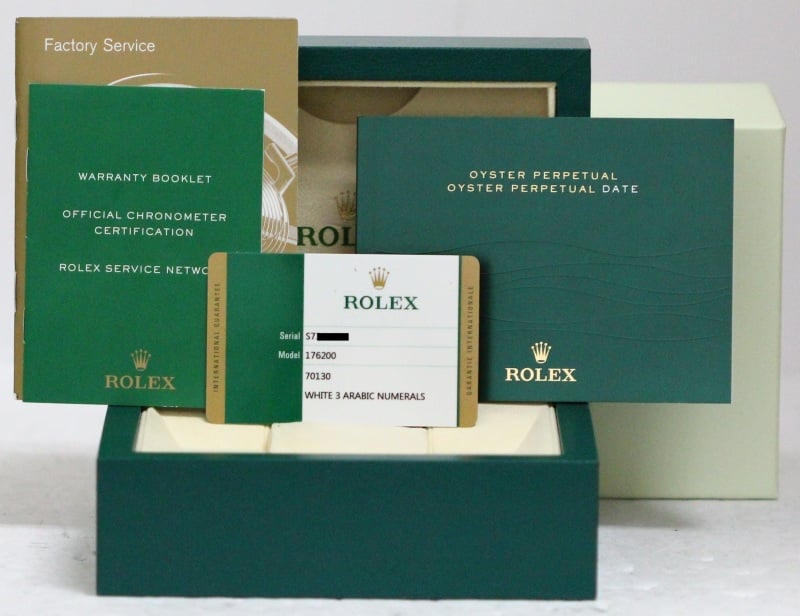 Factory Service
WARRANTY BOOKLET
OFFICIAL CHRONOMETER
CERTIFICATION
ROLEX SERVICE
ROLEX
ROL
OYSTER PERPETUAL
OYSTER PERPETUAL DATE
ROLEX
INTERNATIONAL GUARANTEE
ROLEX
Serial S7
Model 176200
70130
WHITE 3 ARABIC NUMERALS
GARANTIE INTERNATIONALE